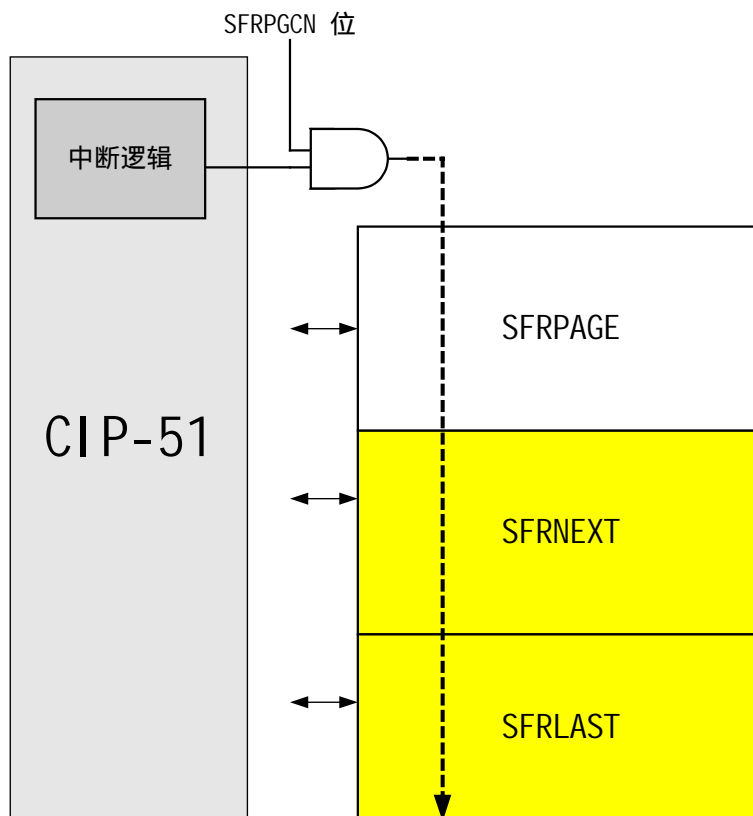 SFRPGCN 位
中断逻辑
SFRPAGE
CIP-51
SFRNEXT
SFRLAST